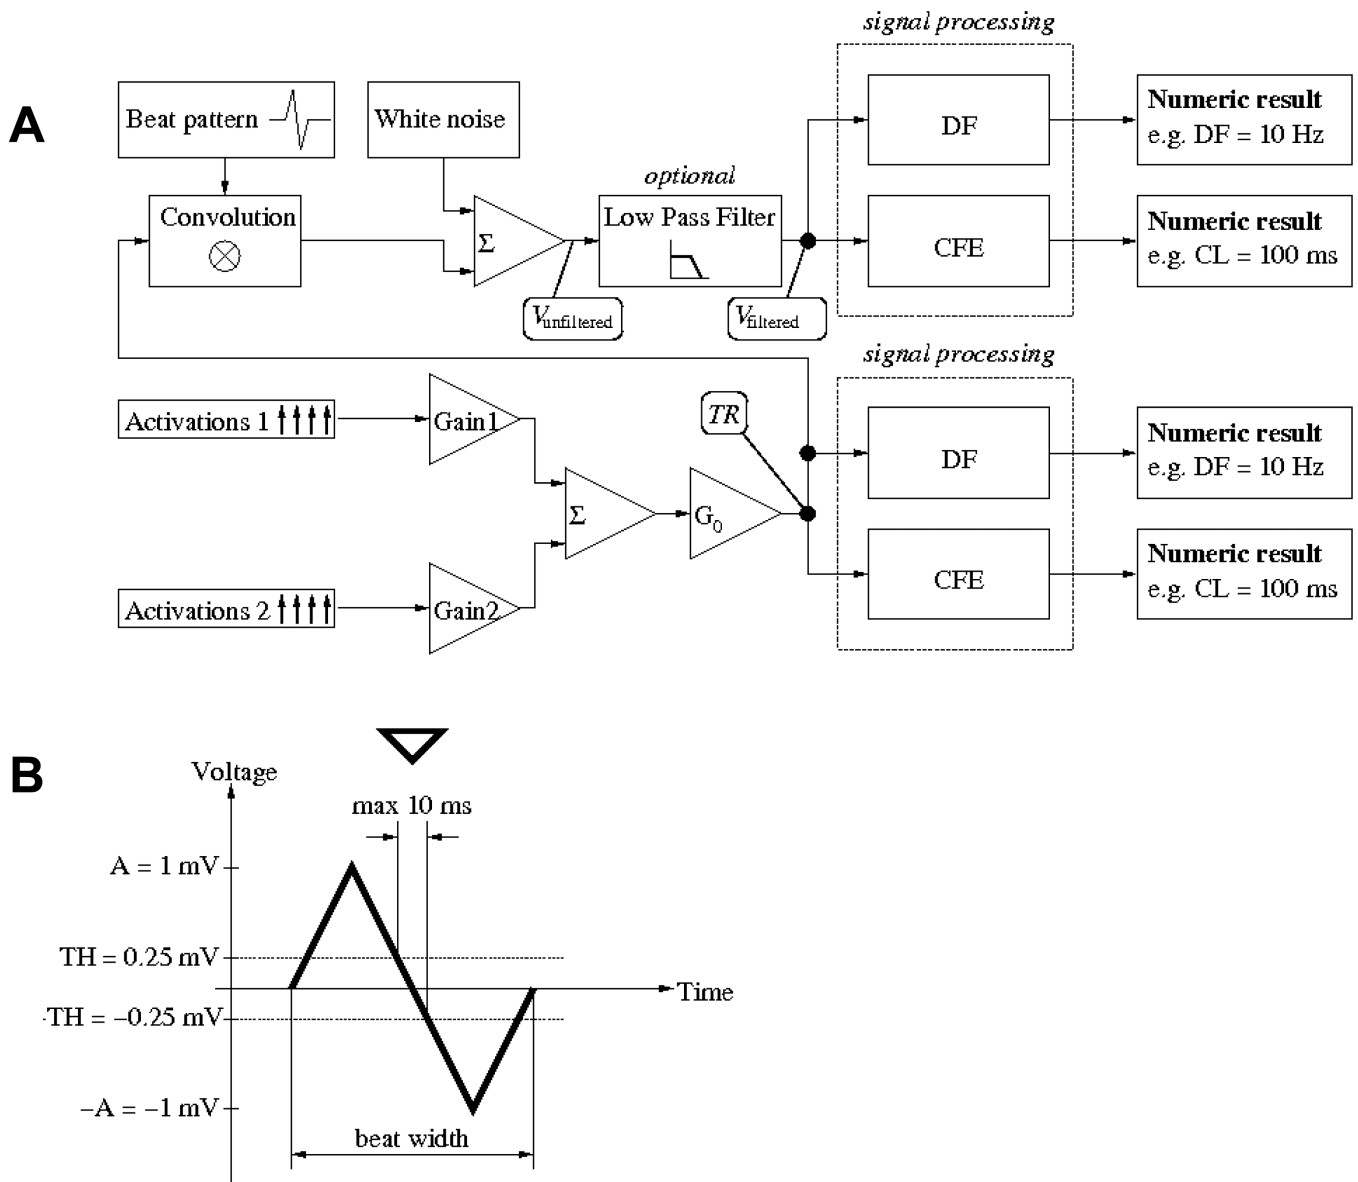 signal processing
A
Beat pattern
White noise
DF
Numeric result
e.g. DF = 10 Hz
optional
Convolution
Σ
Low Pass Filter
CFE
Numeric result
e.g. CL = 100 ms
Vunfiltered
Vfiltered
signal processing
Activations 1
Gain1
TR
DF
Numeric result
e.g. DF = 10 Hz
Σ
G0
CFE
Numeric result
e.g. CL = 100 ms
Activations 2
Gain2
B
Voltage
max 10 ms
A = 1 mV
TH = 0.25 mV
Time
-TH = −0.25 mV
−A = −1 mV
beat width